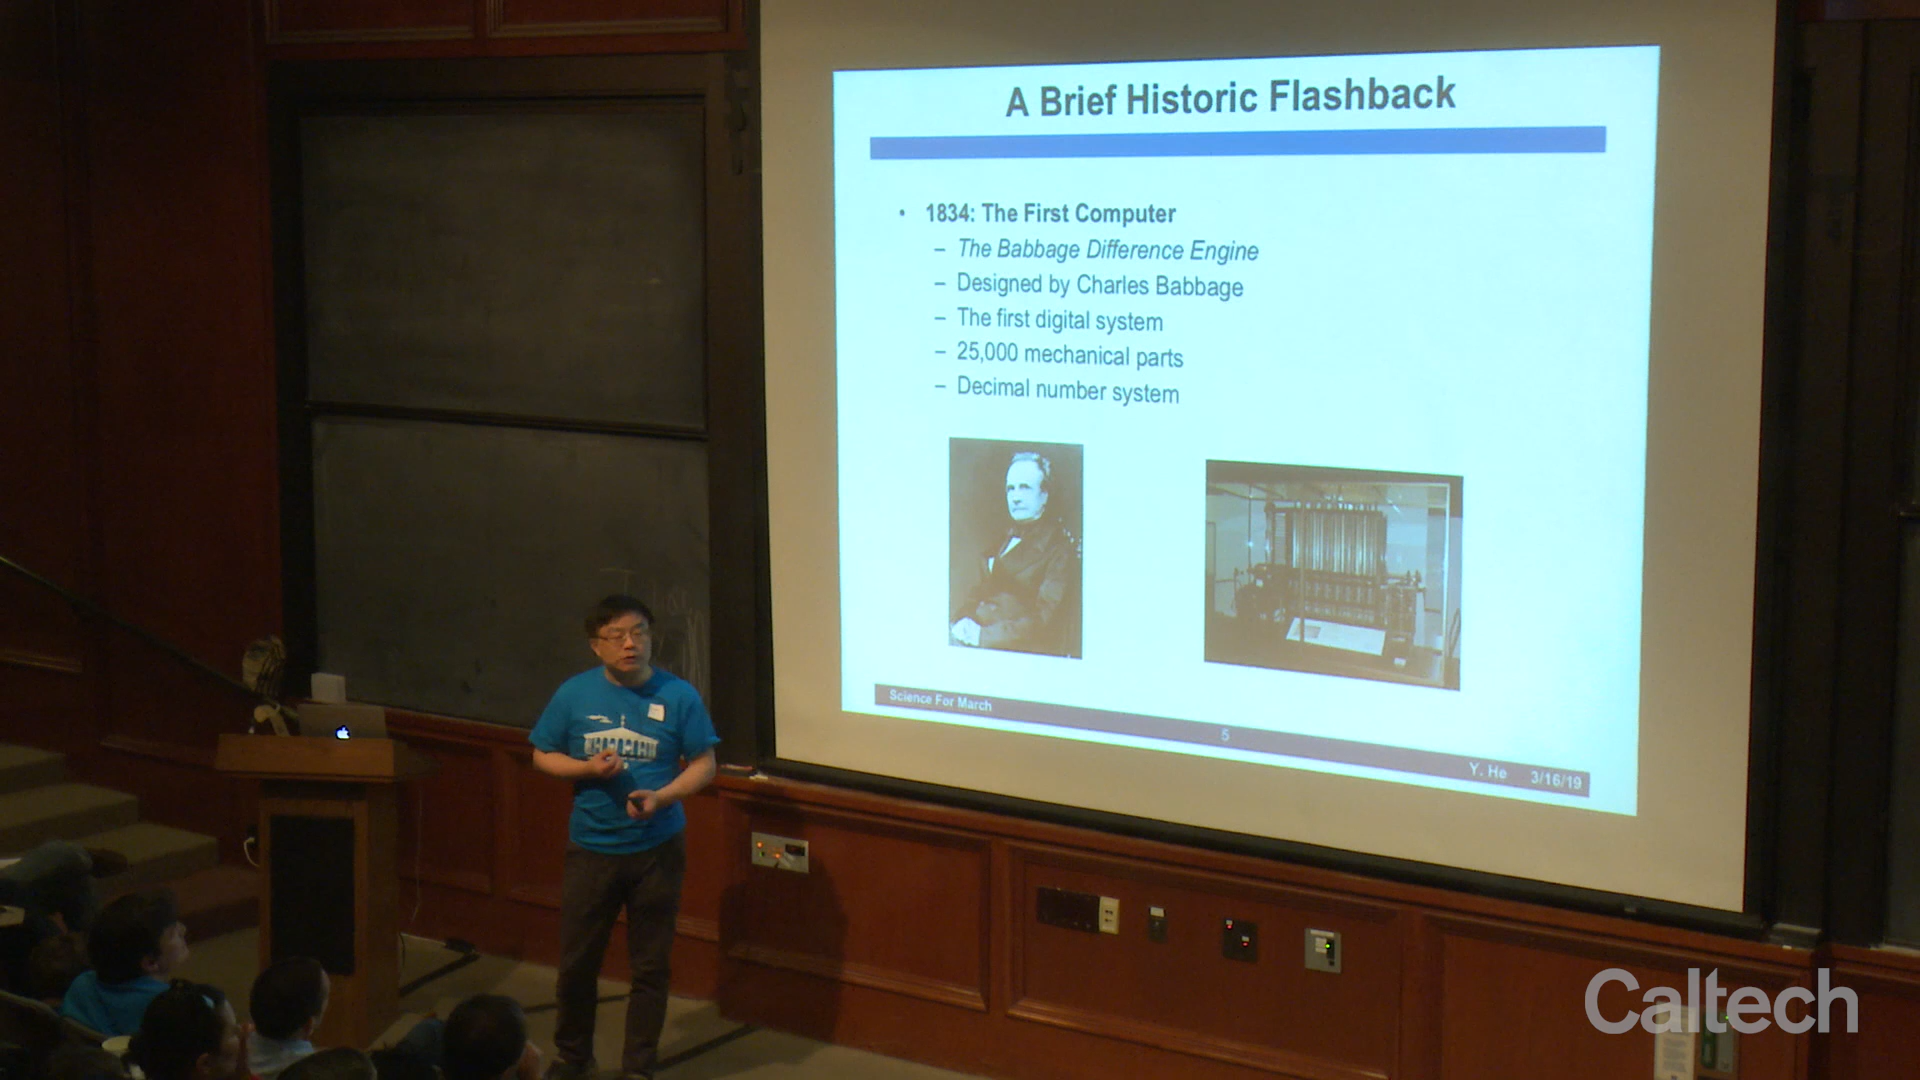 A Brief Historic Flashback
• 1834: The First Computer
– The Babbage Difference Engine
– Designed by Charles Babbage
– The first digital system
– 25,000 mechanical parts
– Decimal number system
Science For March
5
Y. He 3/16/19
Caltech